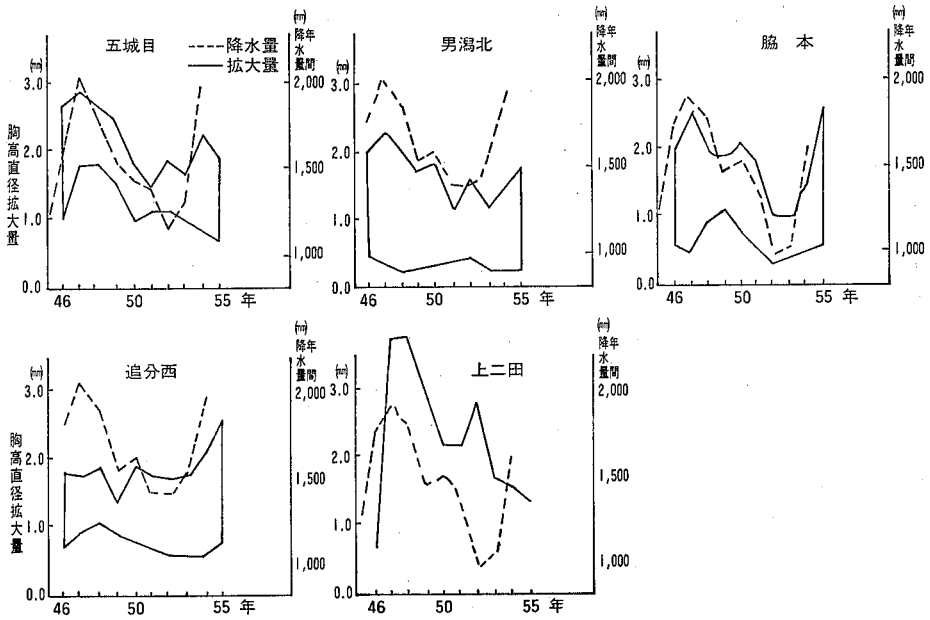 五城目
(mm)
胸高直径拡大量
3.0
2.0
1.0
0.0
46
50
55 年
---降水量
—拡大量
(mm)
降年
水
量間
2,000
1,500
1,000
男潟北
(mm)
3.0
2.0
1.0
0.0
46
50
55 年
(mm)
降年
水
量間
2,000
1,500
1,000
脇 本
(mm)
3.0
2.0
1.0
0.0
46
50
55 年
(mm)
降年
水
量間
2,000
1,500
1,000
追分西
(mm)
胸高直径拡大量
3.0
2.0
1.0
0.0
46
50
55 年
(mm)
降年
水
量間
2,000
1,500
1,000
上二田
(mm)
3.0
2.0
1.0
0.0
46
50
55 年
(mm)
降年
水
量間
2,000
1,500
1,000